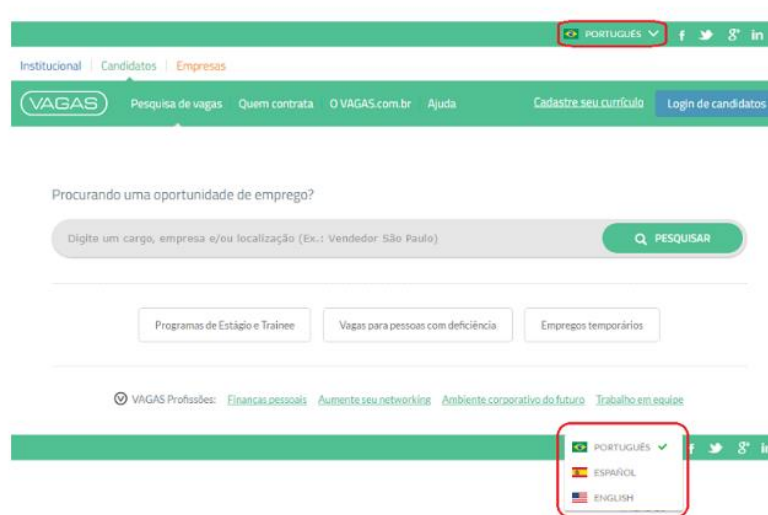 PORTUGUÊS f g+ in
Institucional Candidatos Empresas
VAGAS Pesquisa de vagas Quem contrata O VAGAS.com.br Ajuda Cadastre seu currículo Login de candidatos
Procurando uma oportunidade de emprego?
Digite um cargo, empresa e/ou localização (Ex.: Vendedor São Paulo) PESQUISAR
Programas de Estágio e Trainee Vagas para pessoas com deficiência Empregos temporários
VAGAS Profissões: Finanças pessoais Aumente seu networking Ambiente corporativo do futuro Trabalho em equipe
PORTUGUÊS f g+ in
ESPAÑOL
ENGLISH